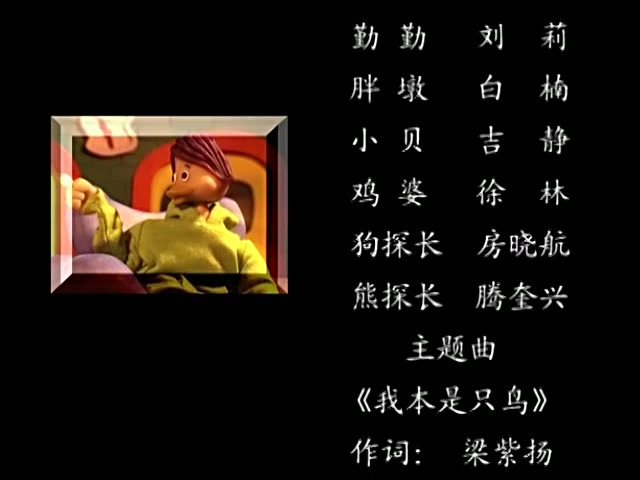 勤 勤 刘 莉
胖 墩 白 楠
小 贝 吉 静
鸡 婆 徐 林
狗探长 房晓航
熊探长 腾奎兴
主题曲
《我本是只鸟》
作词： 梁紫扬